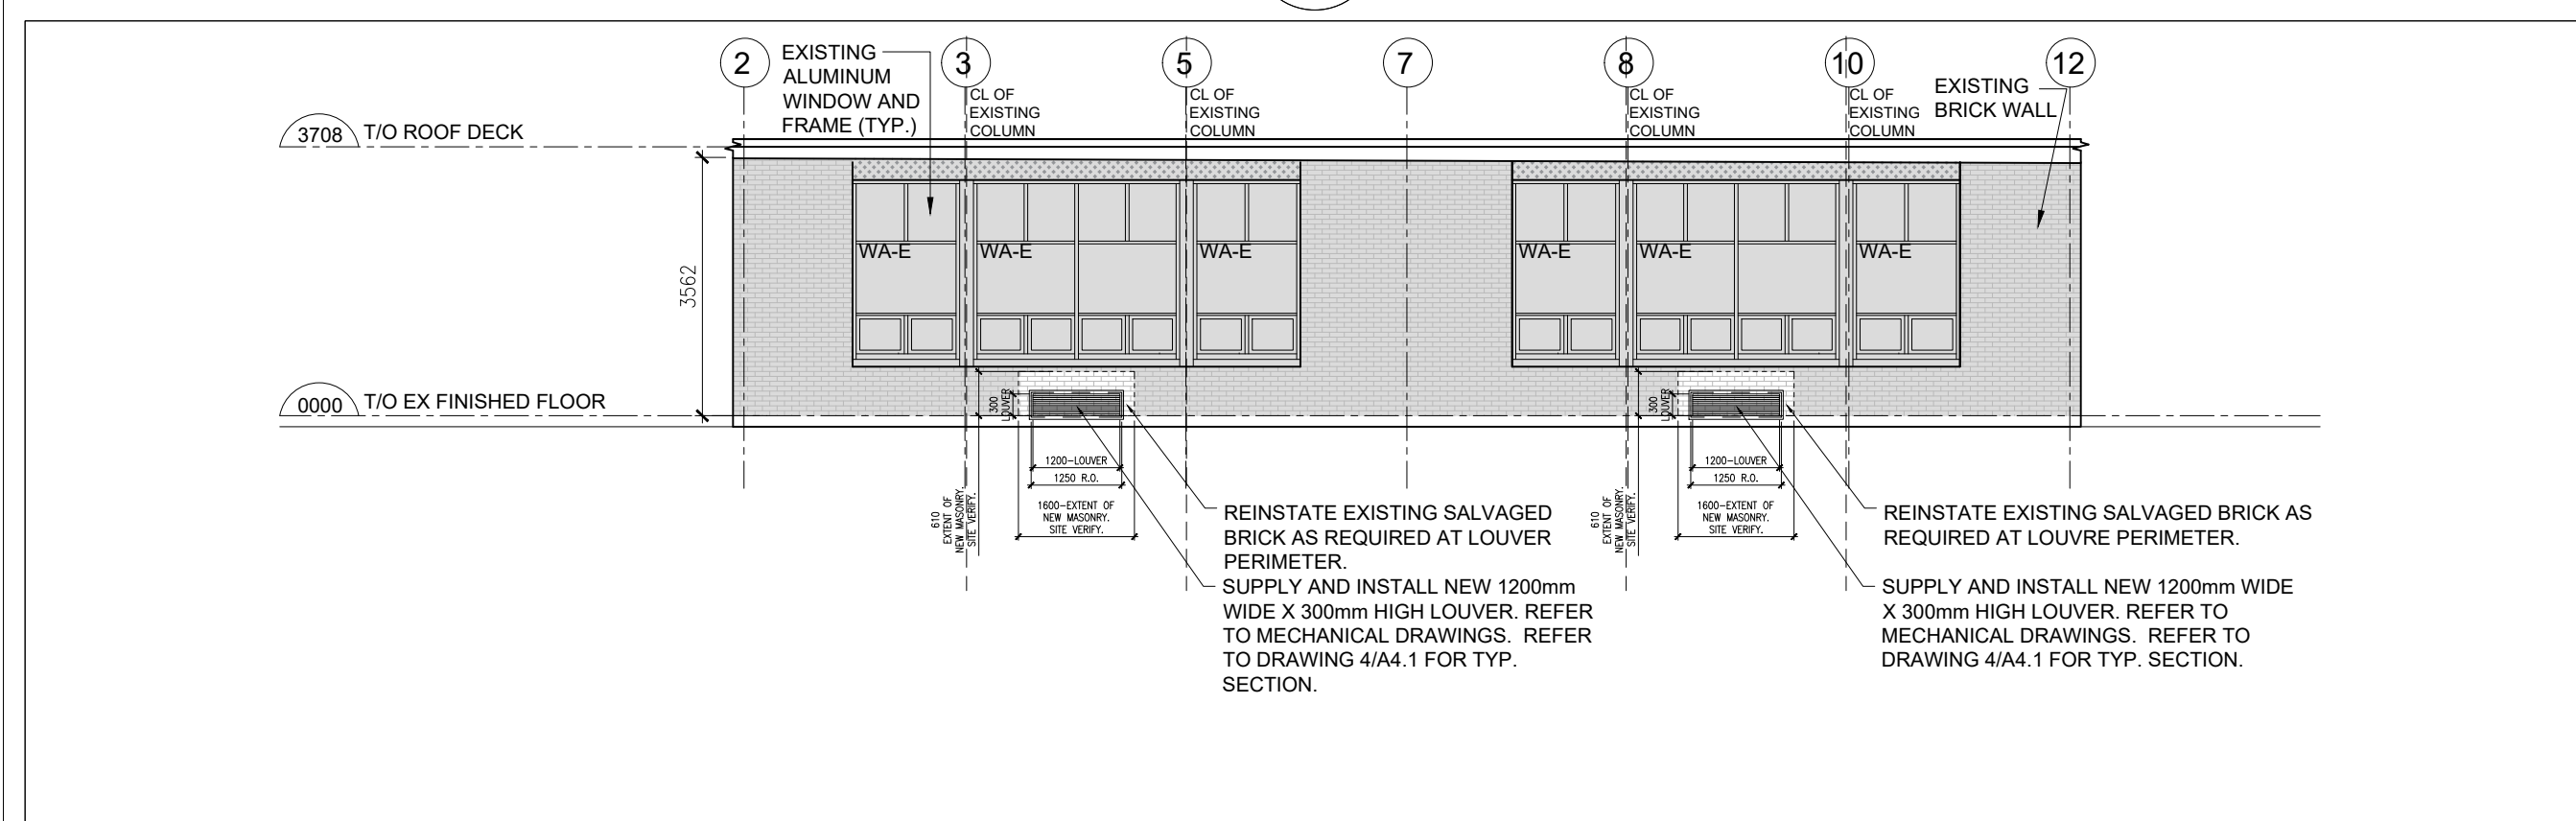 2
3
5
7
8
10
12
EXISTING
ALUMINUM
WINDOW AND
FRAME (TYP.)
CL OF
EXISTING
COLUMN
CL OF
EXISTING
COLUMN
CL OF
EXISTING
COLUMN
CL OF
EXISTING
COLUMN
EXISTING
BRICK WALL
3708 T/O ROOF DECK
3562
WA-E
WA-E
WA-E
WA-E
WA-E
WA-E
0000 T/O EX FINISHED FLOOR
300
LOUVER
1200-LOUVER
1250 R.O.
1600-EXTENT OF
NEW MASONRY.
SITE VERIFY.
610
EXTENT OF
NEW MASONRY.
SITE VERIFY.
REINSTATE EXISTING SALVAGED
BRICK AS REQUIRED AT LOUVER
PERIMETER.
SUPPLY AND INSTALL NEW 1200mm
WIDE X 300mm HIGH LOUVER. REFER
TO MECHANICAL DRAWINGS. REFER
TO DRAWING 4/A4.1 FOR TYP.
SECTION.
300
LOUVER
1200-LOUVER
1250 R.O.
1600-EXTENT OF
NEW MASONRY.
SITE VERIFY.
610
EXTENT OF
NEW MASONRY.
SITE VERIFY.
REINSTATE EXISTING SALVAGED BRICK AS
REQUIRED AT LOUVRE PERIMETER.
SUPPLY AND INSTALL NEW 1200mm WIDE
X 300mm HIGH LOUVER. REFER TO
MECHANICAL DRAWINGS. REFER TO
DRAWING 4/A4.1 FOR TYP. SECTION.